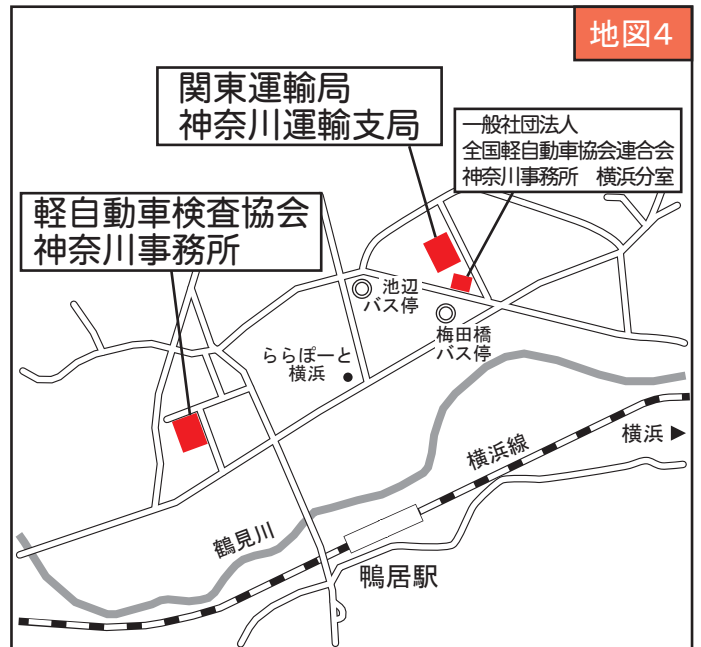 地図4
関東運輸局
神奈川運輸支局
一般社団法人
全国軽自動車協会連合会
神奈川事務所 横浜分室
軽自動車検査協会
神奈川事務所
池辺
バス停
梅田橋
バス停
ららぽーと
横浜
横浜線
横浜 ▶
鶴見川
鴨居駅